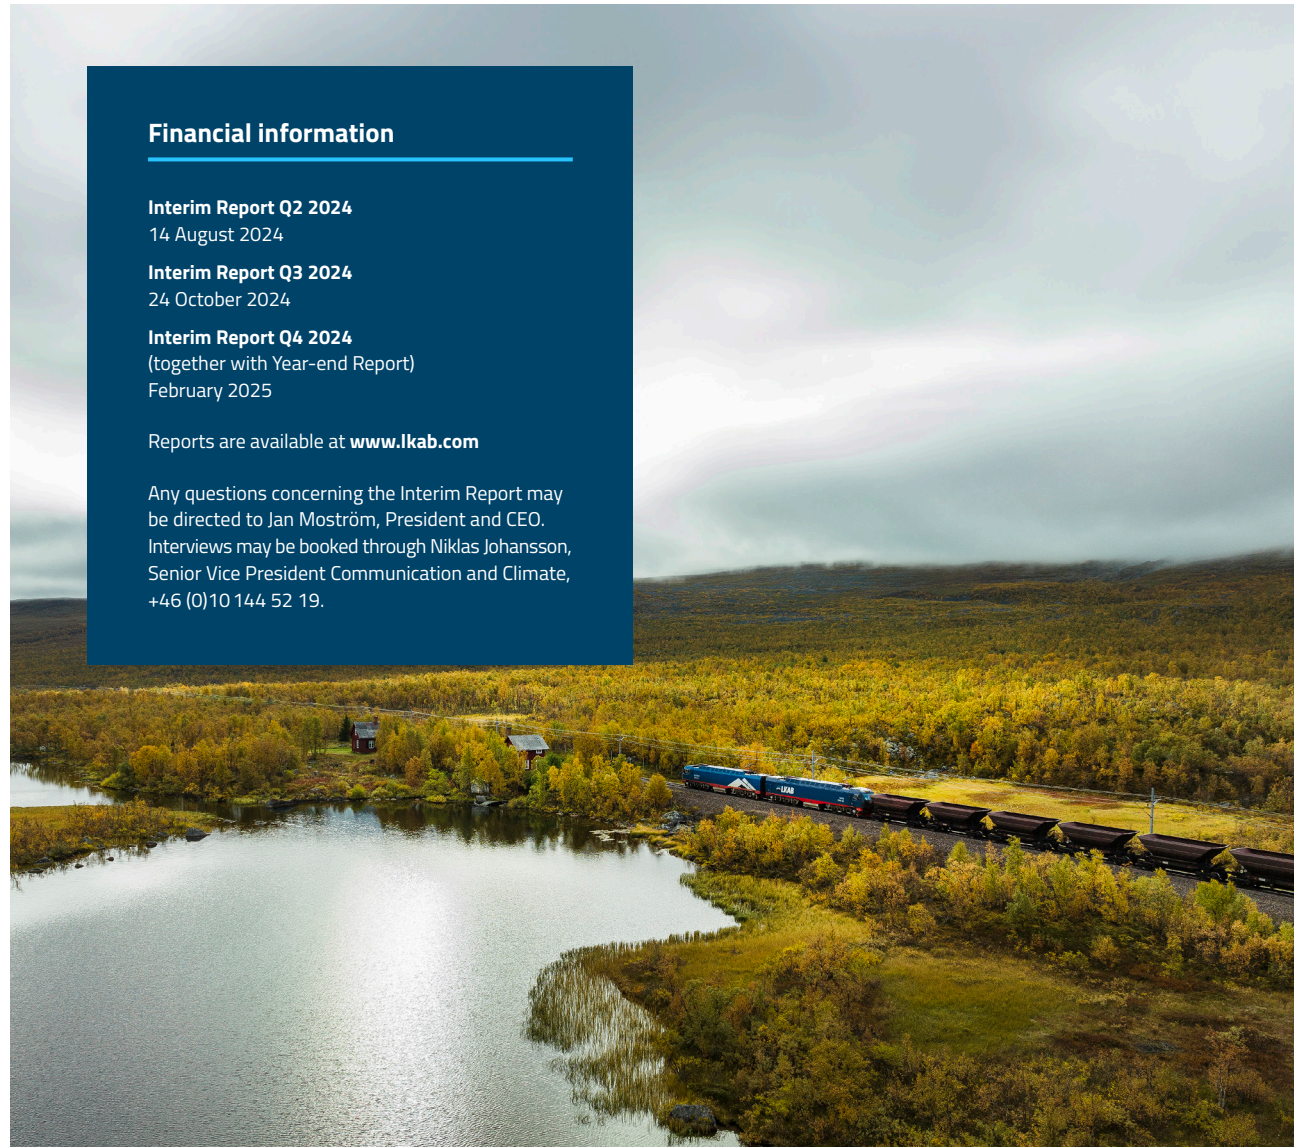 Financial information
Interim Report Q2 2024
14 August 2024
Interim Report Q3 2024
24 October 2024
Interim Report Q4 2024
(together with Year-end Report)
February 2025
Reports are available at www.lkab.com
Any questions concerning the Interim Report may
be directed to Jan Moström, President and CEO.
Interviews may be booked through Niklas Johansson,
Senior Vice President Communication and Climate,
+46 (0)10 144 52 19.
LKAB